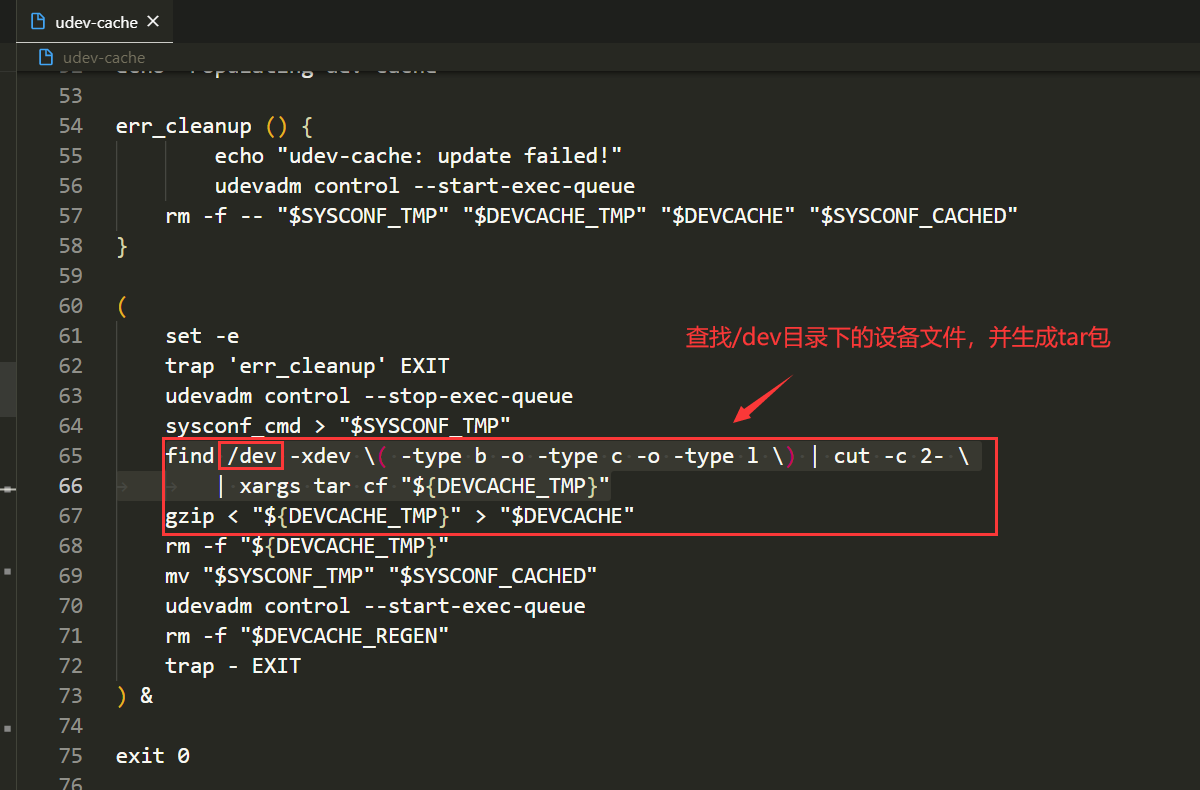 udev-cache
udev-cache
53
54 err_cleanup () {
55 echo "udev-cache: update failed!"
56 udevadm control --start-exec-queue
57 rm -f -- "$SYSCONF_TMP" "$DEVCACHE_TMP" "$DEVCACHE" "$SYSCONF_CACHED"
58 }
59
60 (
61 set -e
查找/dev目录下的设备文件，并生成tar包
62 trap 'err_cleanup' EXIT
63 udevadm control --stop-exec-queue
64 sysconf_cmd > "$SYSCONF_TMP"
65 find /dev -xdev \( -type b -o -type c -o -type l \) | cut -c 2- \
66 | xargs tar cf "${DEVCACHE_TMP}"
67 gzip < "${DEVCACHE_TMP}" > "$DEVCACHE"
68 rm -f "${DEVCACHE_TMP}"
69 mv "$SYSCONF_TMP" "$SYSCONF_CACHED"
70 udevadm control --start-exec-queue
71 rm -f "$DEVCACHE_REGEN"
72 trap - EXIT
73 ) &
74
75 exit 0
76